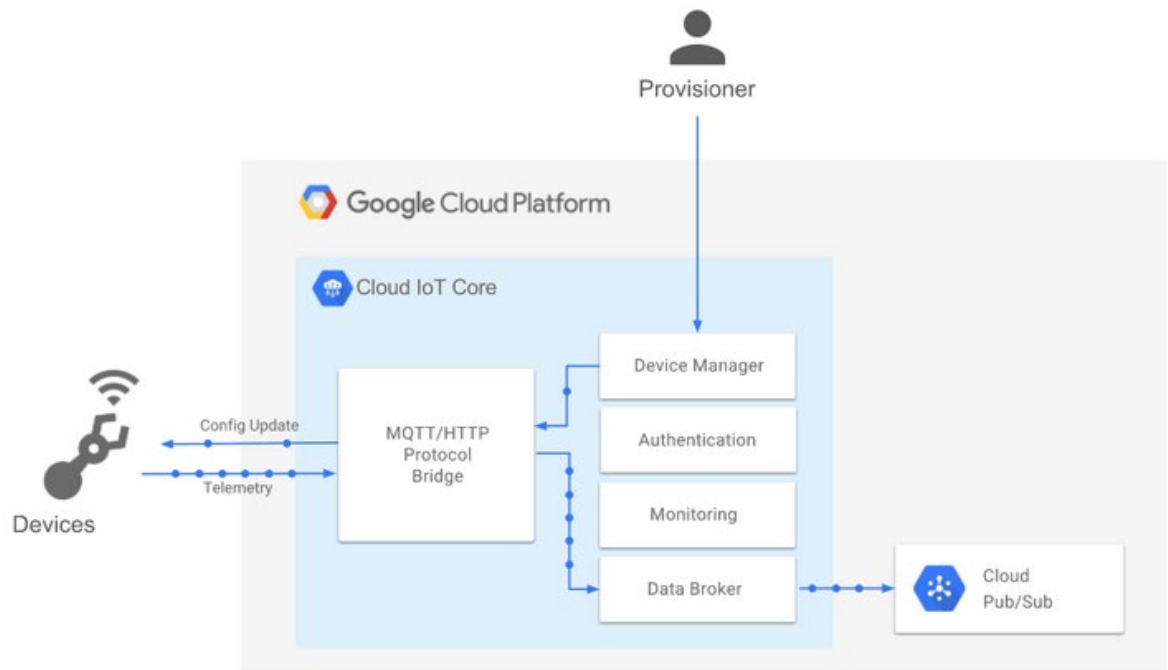 Provisioner
Google Cloud Platform
Cloud IoT Core
Device Manager
Config Update
MQTT/HTTP
Protocol
Bridge
Authentication
Telemetry
Monitoring
Devices
Data Broker
Cloud
Pub/Sub